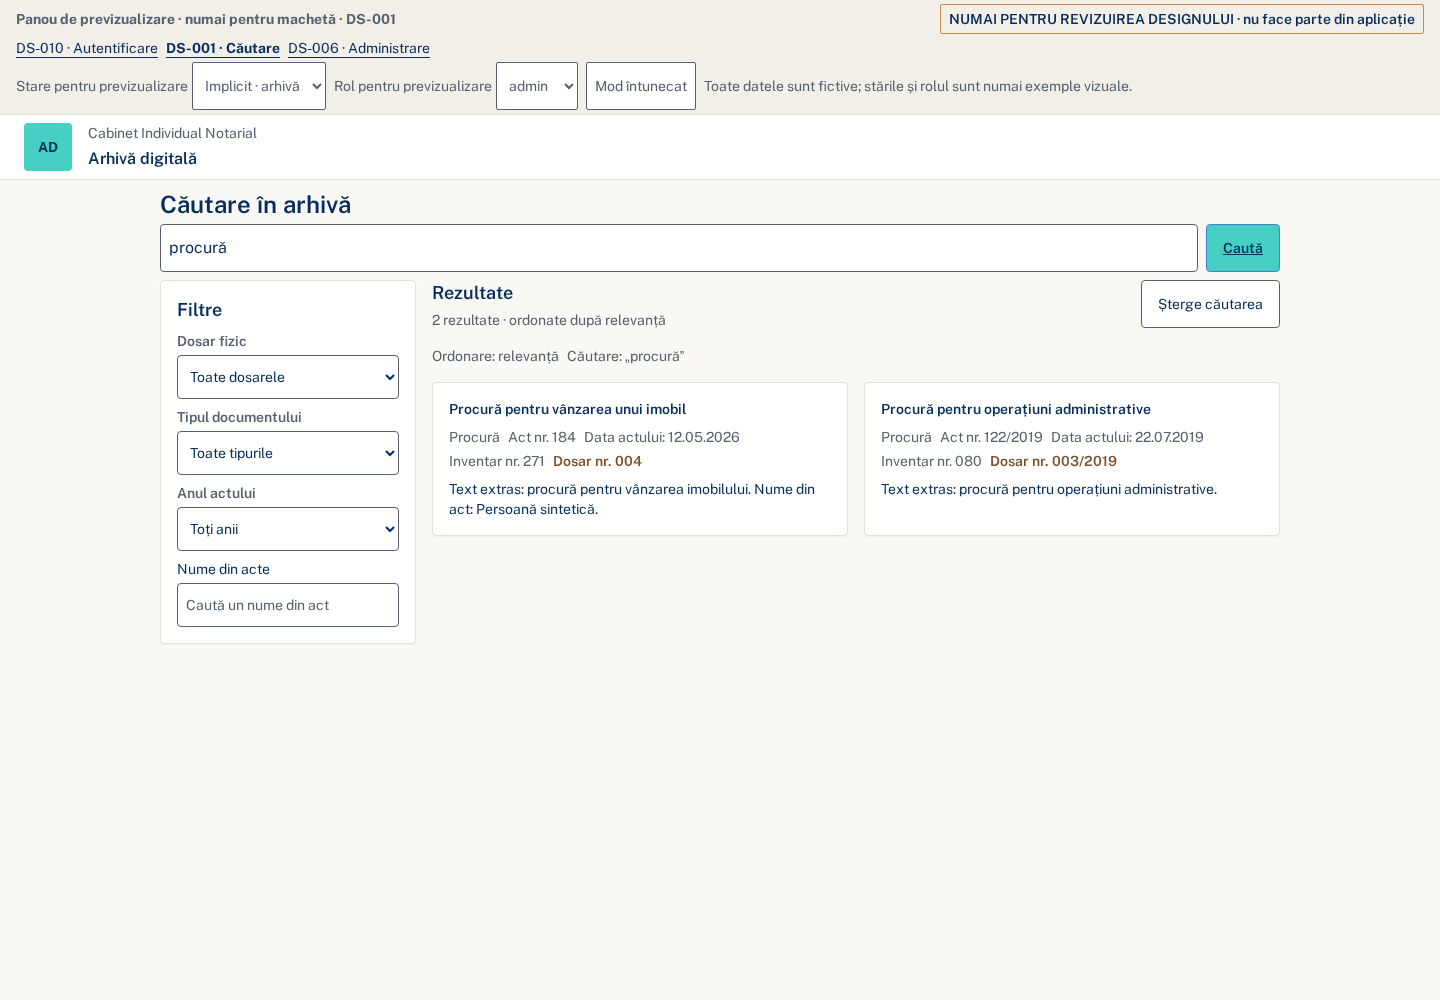 Panou de previzualizare · numai pentru machetă · DS-001
NUMAI PENTRU REVIZUIREA DESIGNULUI · nu face parte din aplicație
DS-010 · Autentificare DS-001 · Căutare DS-006 · Administrare
Stare pentru previzualizare Implicit · arhivă Rol pentru previzualizare admin Mod întunecat Toate datele sunt fictive; stările și rolul sunt numai exemple vizuale.
AD
Cabinet Individual Notarial
Arhivă digitală
Căutare în arhivă
procură
Caută
Filtre
Dosar fizic
Toate dosarele
Tipul documentului
Toate tipurile
Anul actului
Toți anii
Nume din acte
Caută un nume din act
Rezultate
2 rezultate · ordonate după relevanță
Șterge căutarea
Ordonare: relevanță Căutare: „procură”
Procură pentru vânzarea unui imobil
Procură Act nr. 184 Data actului: 12.05.2026
Inventar nr. 271 Dosar nr. 004
Text extras: procură pentru vânzarea imobilului. Nume din
act: Persoană sintetică.
Procură pentru operațiuni administrative
Procură Act nr. 122/2019 Data actului: 22.07.2019
Inventar nr. 080 Dosar nr. 003/2019
Text extras: procură pentru operațiuni administrative.